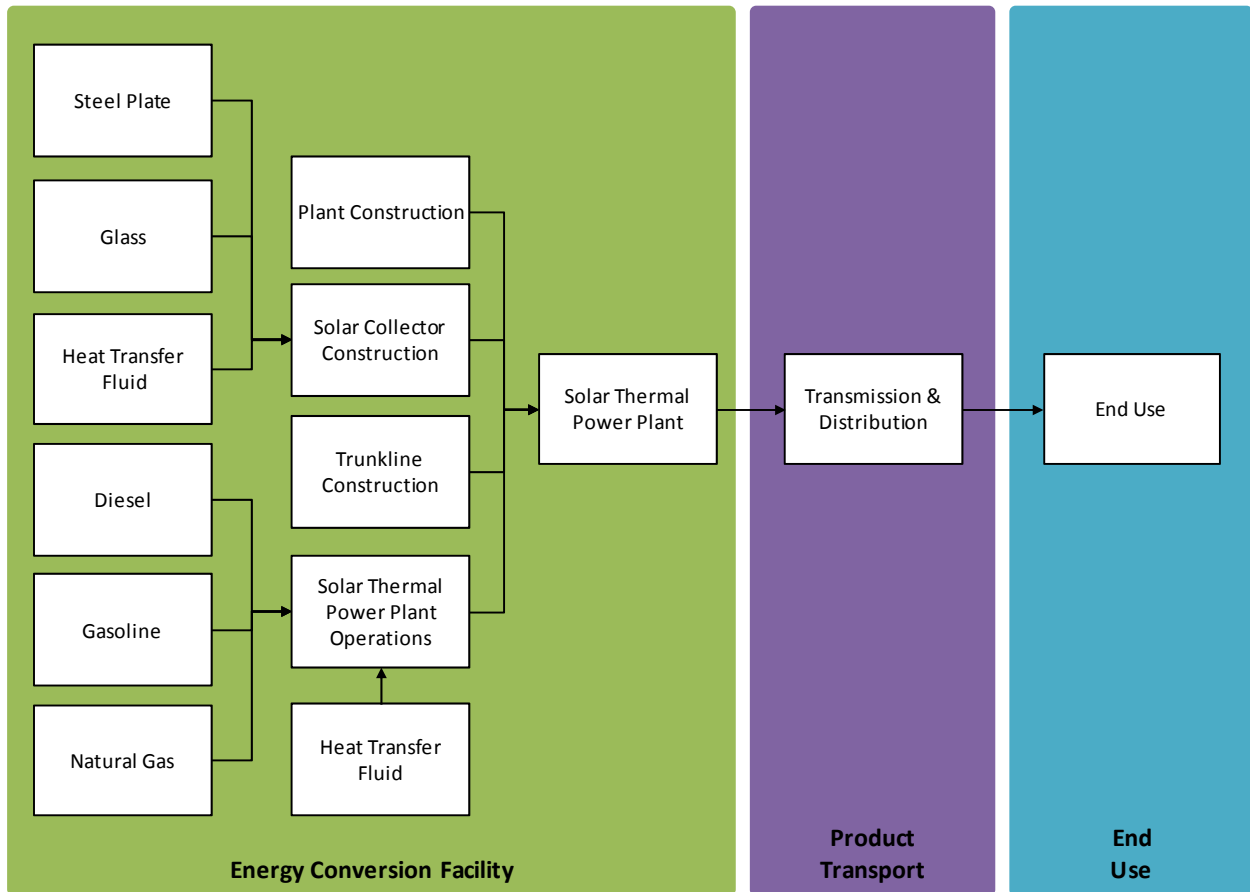 Steel Plate
Glass
Heat Transfer
Fluid
Diesel
Gasoline
Natural Gas
Plant Construction
Solar Collector
Construction
Trunkline
Construction
Solar Thermal
Power Plant
Operations
Heat Transfer
Fluid
Solar Thermal
Power Plant
Energy Conversion Facility
Transmission &
Distribution
Product
Transport
End Use
End
Use